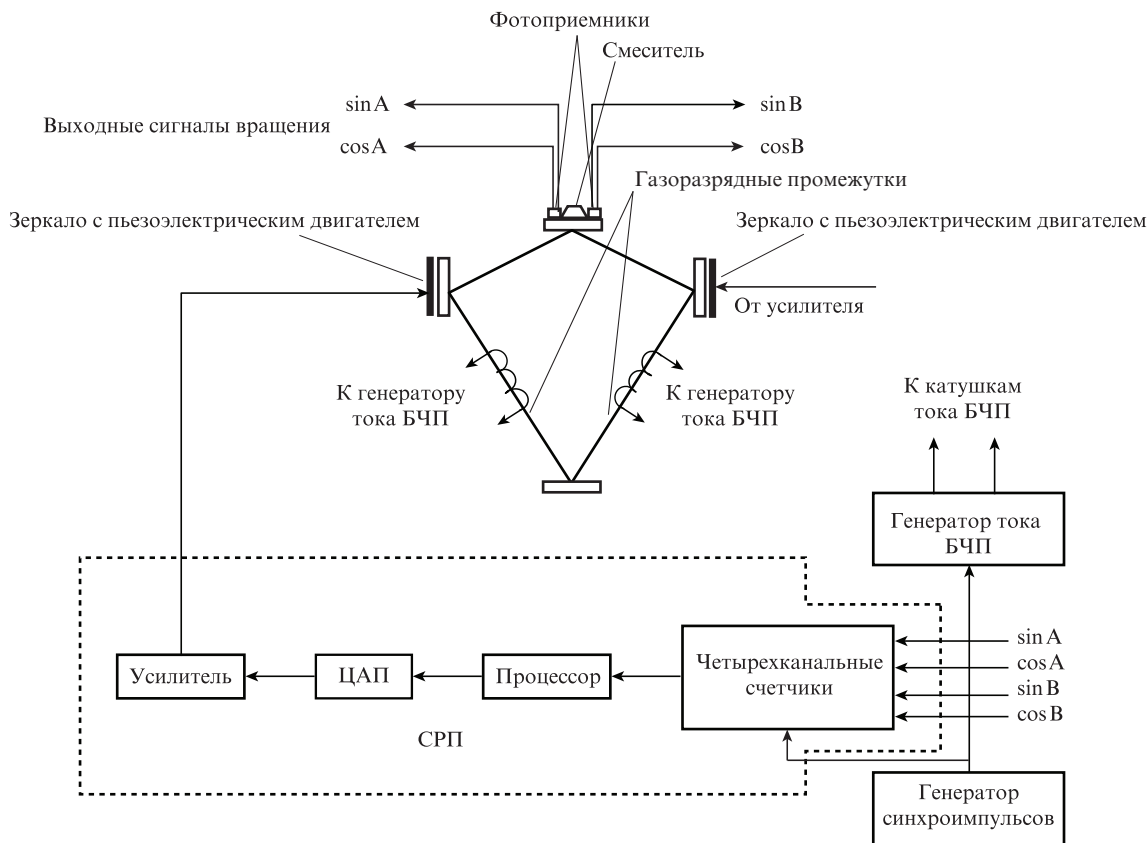 Фотоприемники
Смеситель
sin A
sin B
Выходные сигналы вращения
cos A
cos B
Газоразрядные промежутки
Зеркало с пьезоэлектрическим двигателем
Зеркало с пьезоэлектрическим двигателем
От усилителя
К генератору
тока БЧП
К генератору
тока БЧП
К катушкам
тока БЧП
Генератор тока
БЧП
sin A
cos A
sin B
cos B
Четырехканальные
счетчики
Процессор
ЦАП
Усилитель
СРП
Генератор
синхроимпульсов